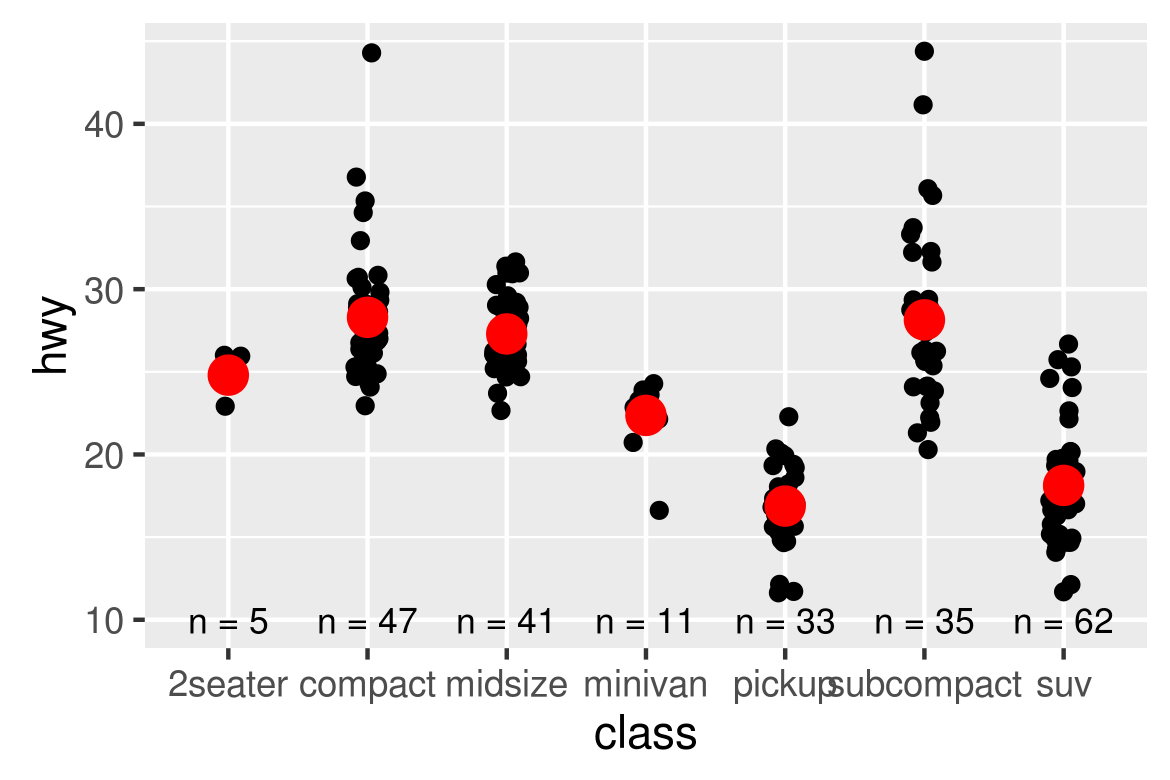 hwy
40
30
20
10
n = 5 n = 47 n = 41 n = 11 n = 33 n = 35 n = 62
2seater compact midsize minivan pickup subcompact suv
class